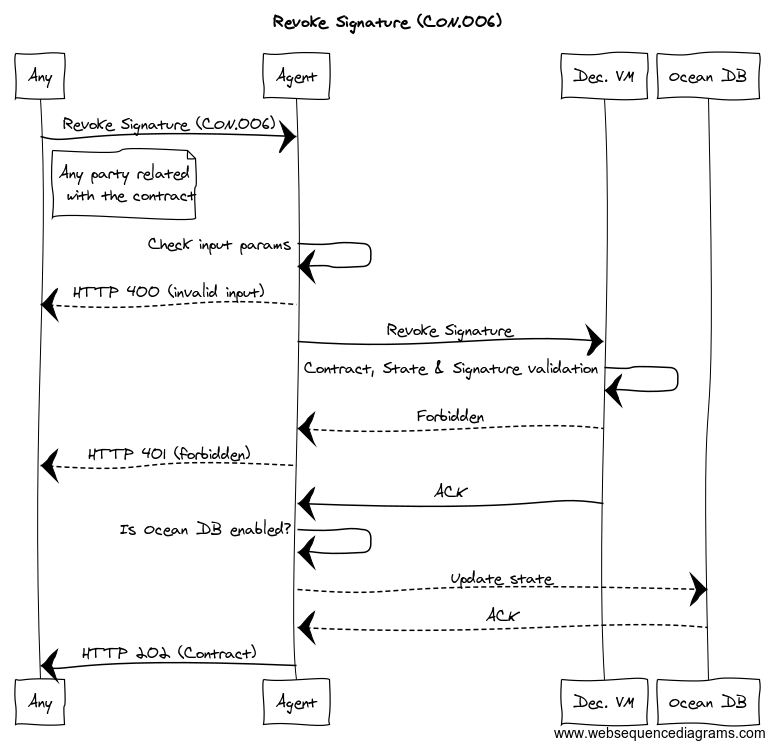 Revoke Signature (CON.006)
Any
Agent
Dec. VM
Ocean DB
Revoke Signature (CON.006)
Any party related
with the contract
Check input params
HTTP 400 (invalid input)
Revoke Signature
Contract, State & Signature validation
Forbidden
HTTP 401 (forbidden)
ACK
Is Ocean DB enabled?
Update state
ACK
HTTP 202 (Contract)
Any
Agent
Dec. VM
Ocean DB
www.websequencediagrams.com